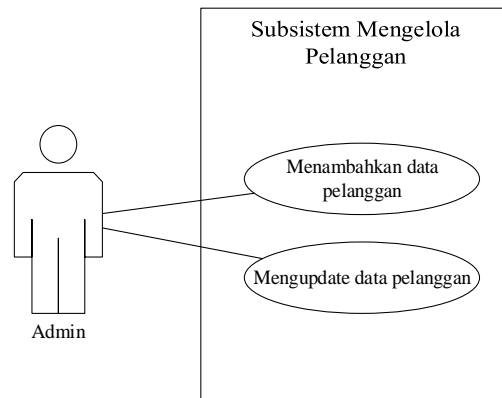 Subsistem Mengelola
Pelanggan
Menambahkan data
pelanggan
Mengupdate data pelanggan
Admin